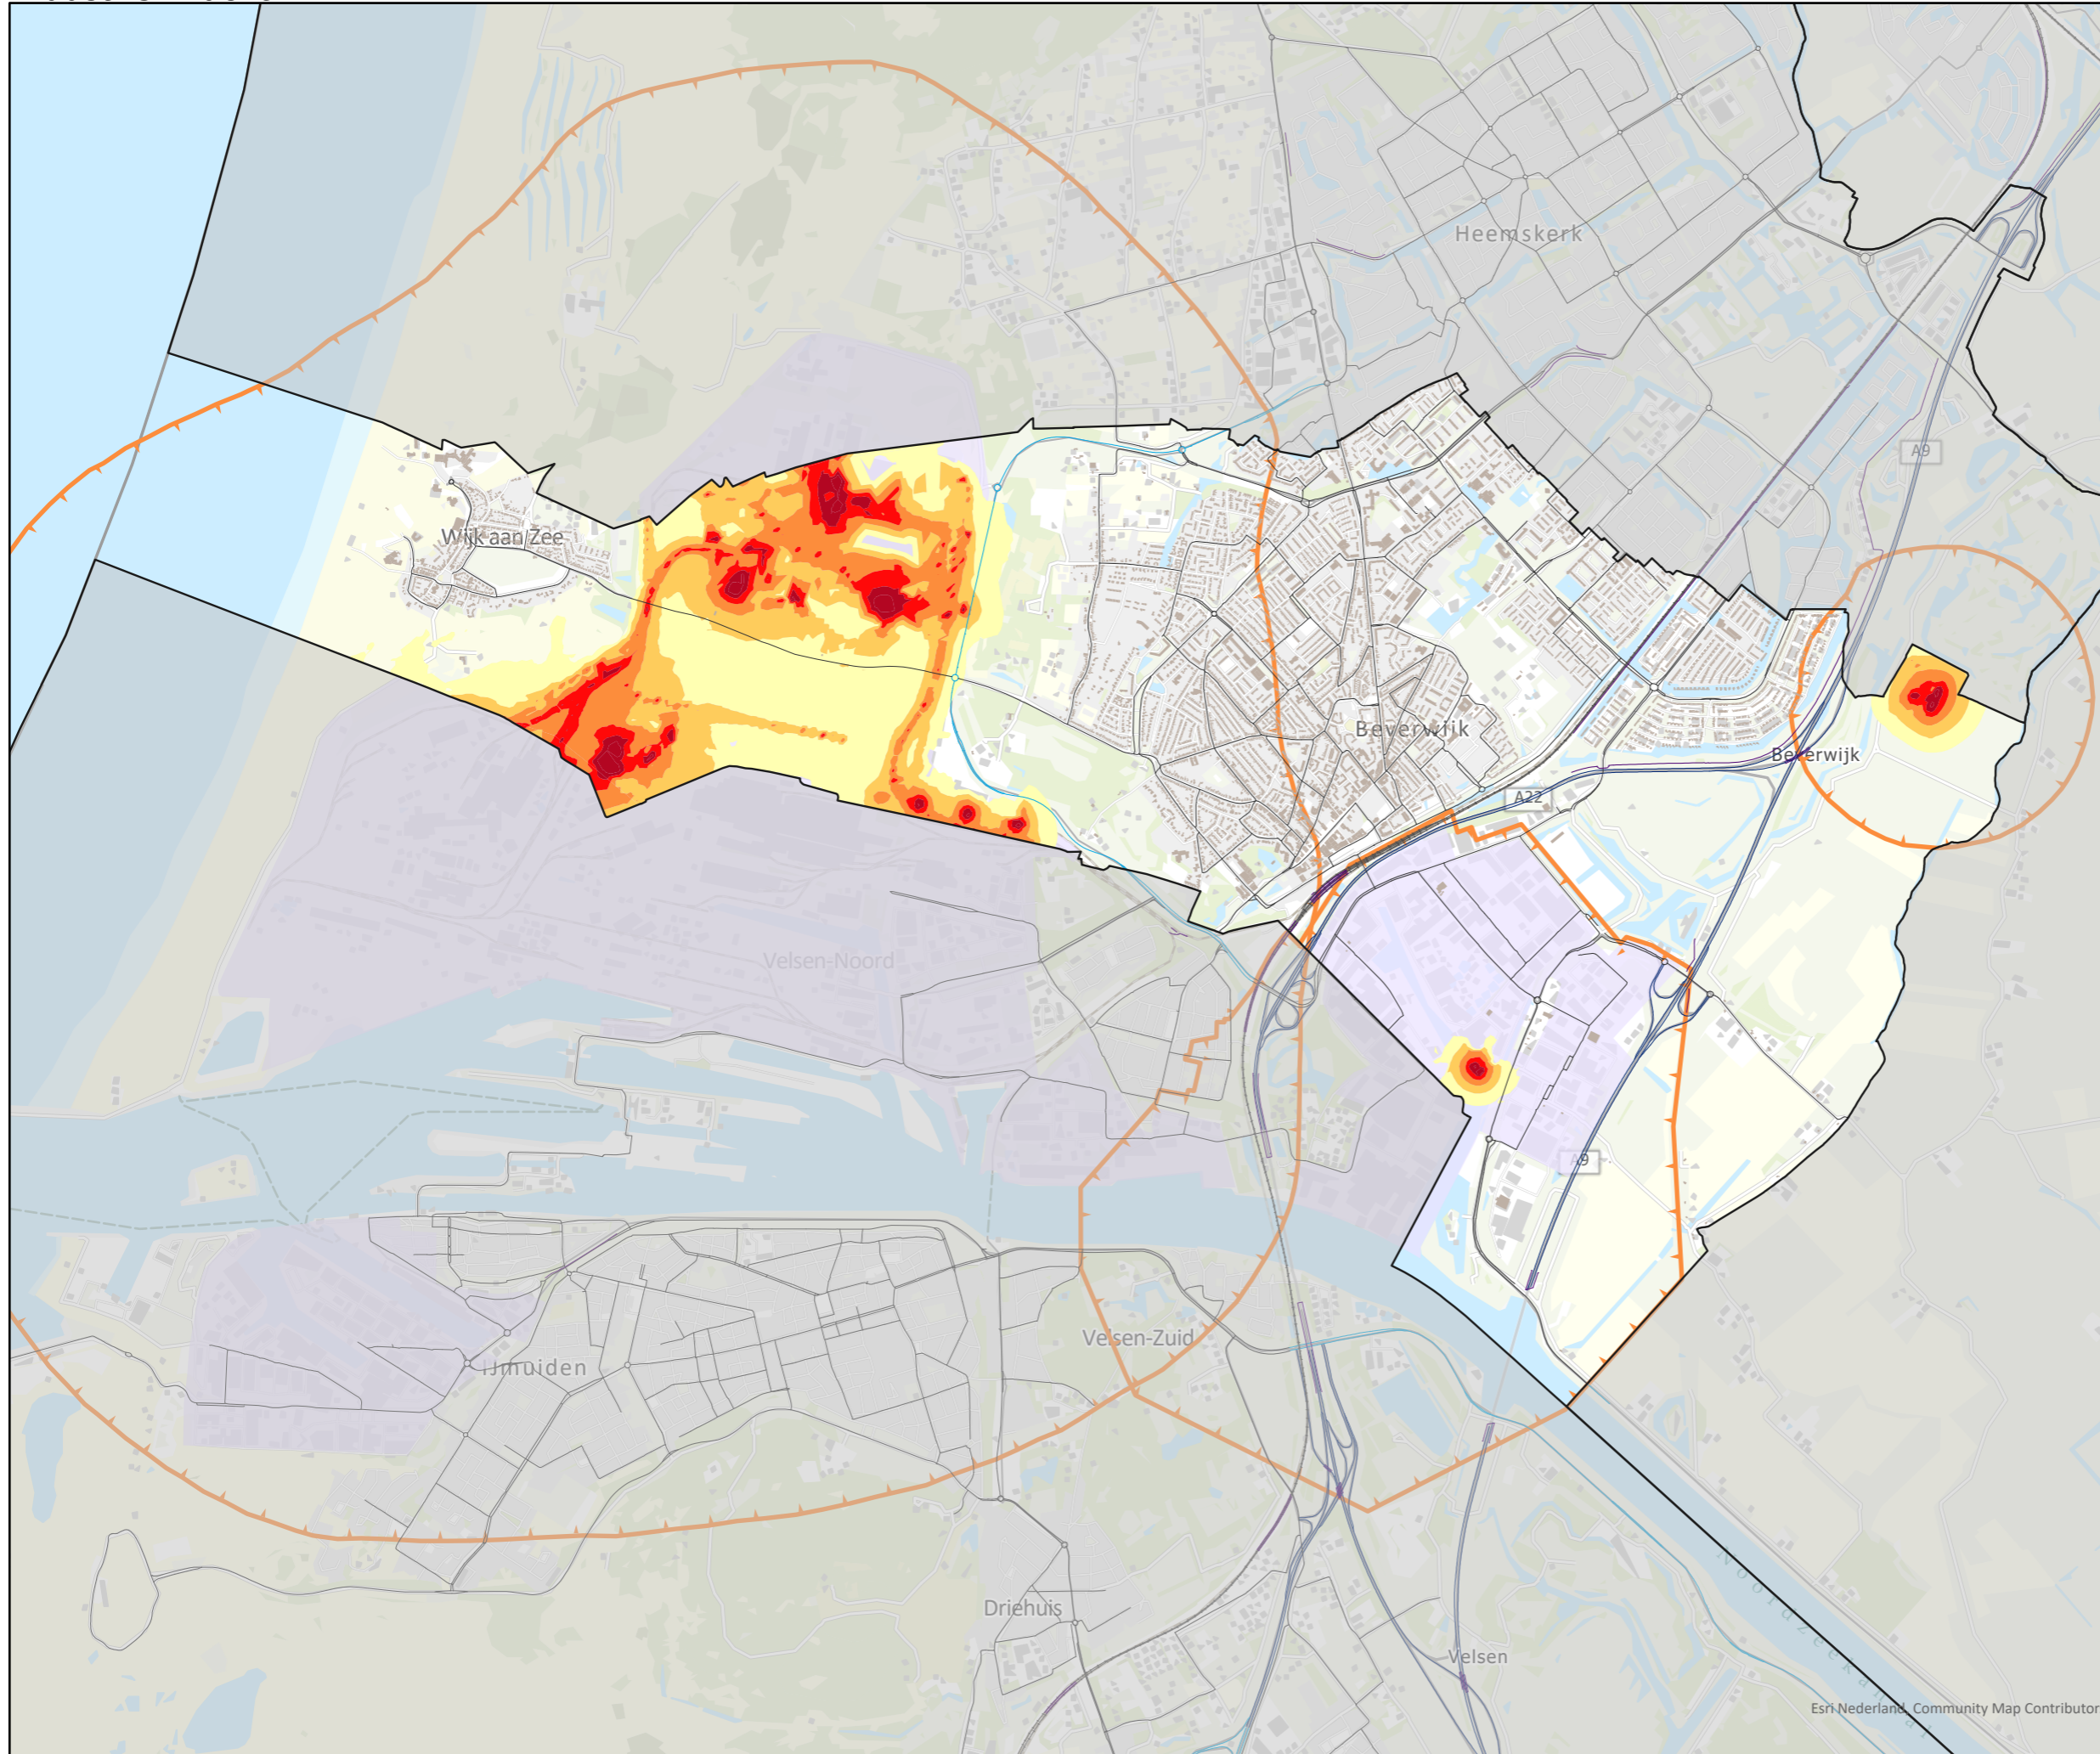 Heemskerk
A9
Wijk aan Zee
Beverwijk
Beverwijk
A22
Velsen-Noord
A9
Velsen-Zuid
IJmuiden
Driehuis
Velsen
Esri Nederland, Community Map Contributor